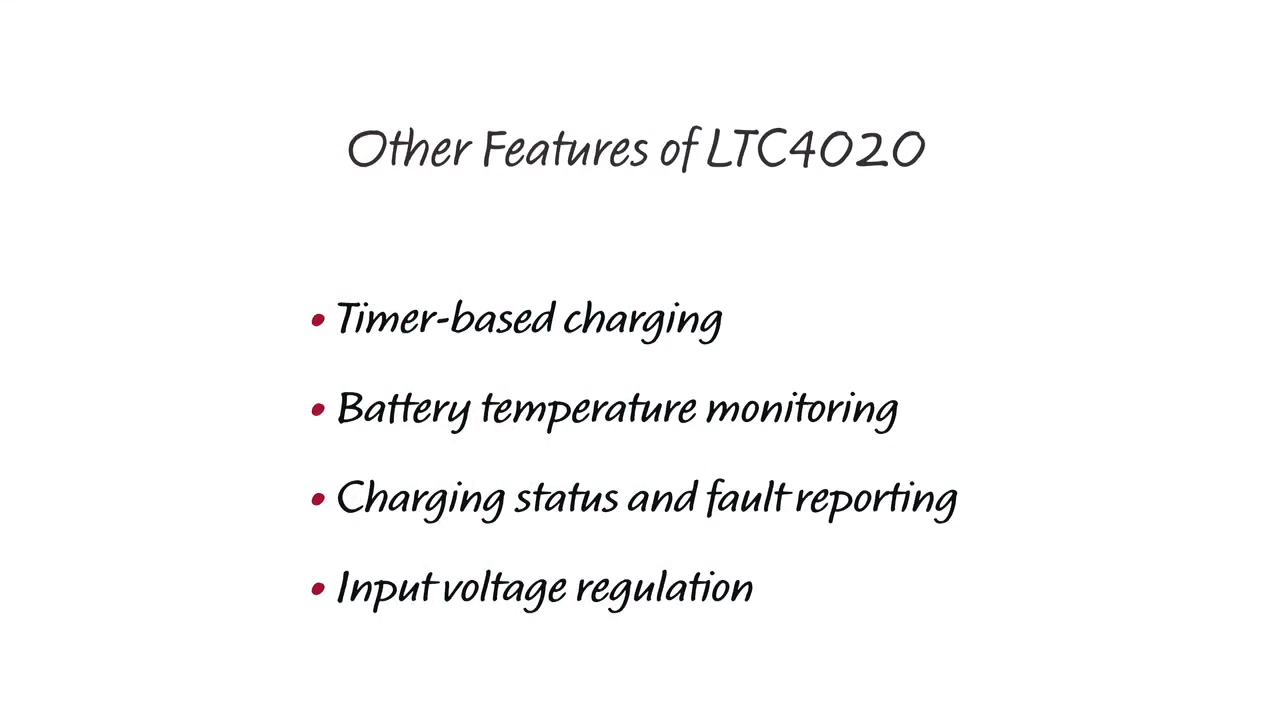 Other Features of LTC4020
• Timer-based charging
• Battery temperature monitoring
• Charging status and fault reporting
• Input voltage regulation